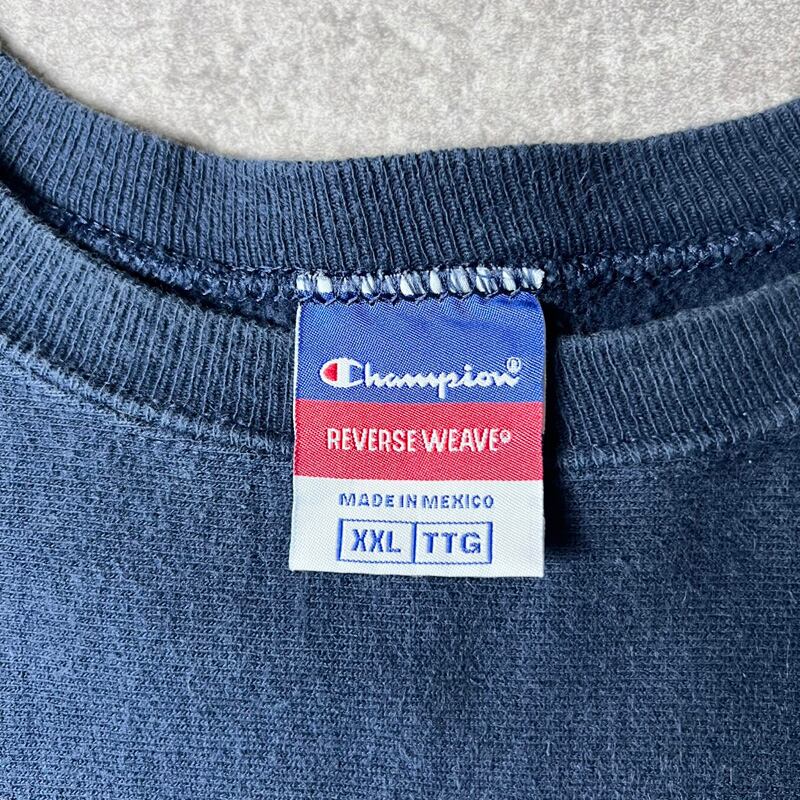 Champion®
REVERSE WEAVE®
MADE IN MEXICO
XXL TTG